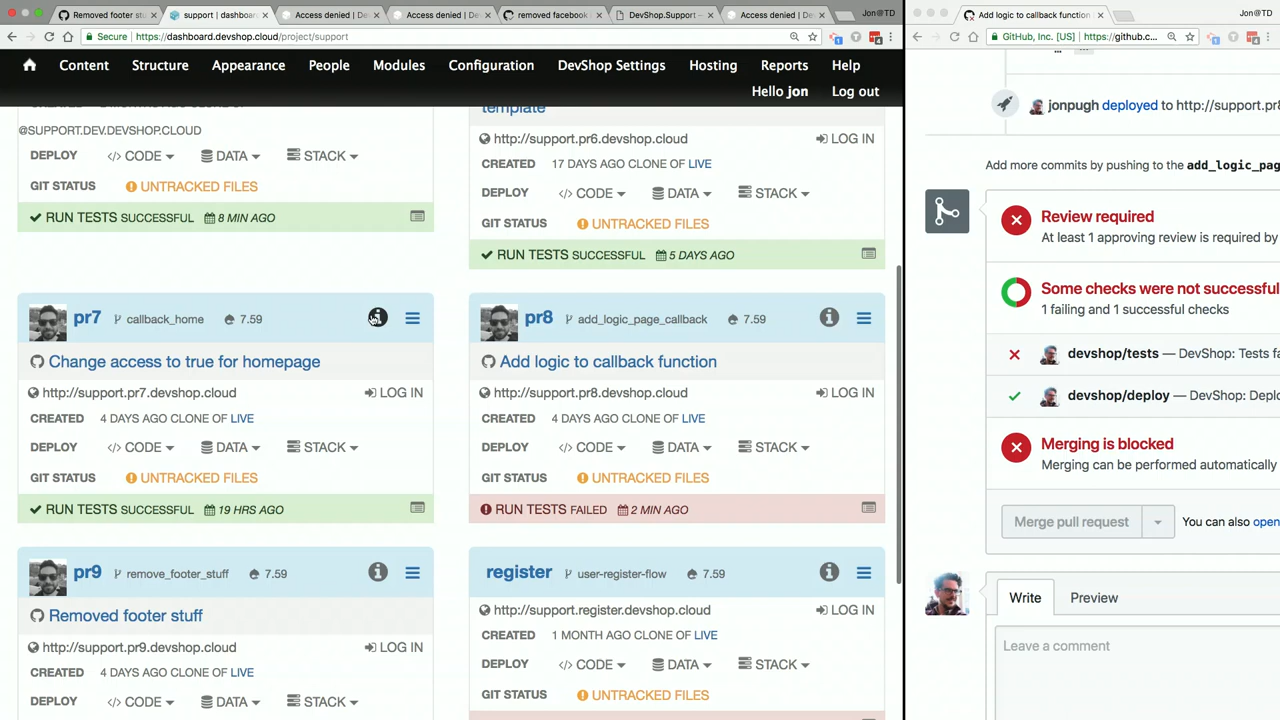 Removed footer stu
support | dashboar
Access denied | De
Access denied | Dev
removed facebook
DevShop.Support –
Access denied | De
Jon@TD
Secure https://dashboard.devshop.cloud/project/support
Content
Structure
Appearance
People
Modules
Configuration
DevShop Settings
Hosting
Reports
Help
Hello jon
Log out
@SUPPORT.DEV.DEVSHOP.CLOUD
DEPLOY CODE DATA STACK
GIT STATUS UNTRACKED FILES
RUN TESTS SUCCESSFUL 8 MIN AGO
template
http://support.pr6.devshop.cloud LOG IN
CREATED 17 DAYS AGO CLONE OF LIVE
DEPLOY CODE DATA STACK
GIT STATUS UNTRACKED FILES
RUN TESTS SUCCESSFUL 5 DAYS AGO
pr7 callback_home 7.59
Change access to true for homepage
http://support.pr7.devshop.cloud LOG IN
CREATED 4 DAYS AGO CLONE OF LIVE
DEPLOY CODE DATA STACK
GIT STATUS UNTRACKED FILES
RUN TESTS SUCCESSFUL 19 HRS AGO
pr8 add_logic_page_callback 7.59
Add logic to callback function
http://support.pr8.devshop.cloud LOG IN
CREATED 4 DAYS AGO CLONE OF LIVE
DEPLOY CODE DATA STACK
GIT STATUS UNTRACKED FILES
RUN TESTS FAILED 2 MIN AGO
pr9 remove_footer_stuff 7.59
Removed footer stuff
http://support.pr9.devshop.cloud LOG IN
CREATED 4 DAYS AGO CLONE OF LIVE
DEPLOY CODE DATA STACK
register user-register-flow 7.59
http://support.register.devshop.cloud LOG IN
CREATED 1 MONTH AGO CLONE OF LIVE
DEPLOY CODE DATA STACK
GIT STATUS UNTRACKED FILES
Add logic to callback function
Jon@TD
GitHub, Inc. [US] https://github.c...
jonpugh deployed to http://support.pr8
Add more commits by pushing to the add_logic_pag
Review required
At least 1 approving review is required by
Some checks were not successful
1 failing and 1 successful checks
devshop/tests — DevShop: Tests fa
devshop/deploy — DevShop: Deplo
Merging is blocked
Merging can be performed automatically
Merge pull request
You can also open
Write
Preview
Leave a comment